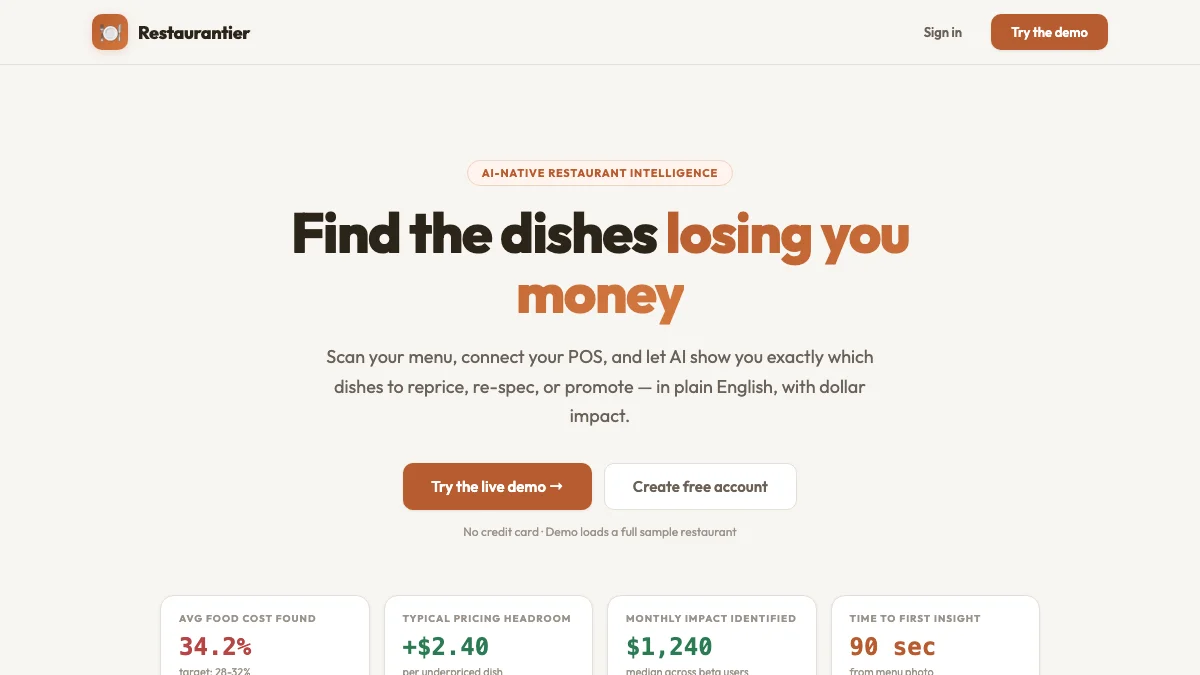 Restaurantier
Sign in
Try the demo
AI-NATIVE RESTAURANT INTELLIGENCE
Find the dishes losing you
money
Scan your menu, connect your POS, and let AI show you exactly which
dishes to reprice, re-spec, or promote — in plain English, with dollar
impact.
Try the live demo →
Create free account
No credit card · Demo loads a full sample restaurant
AVG FOOD COST FOUND
34.2%
target: 28-32%
TYPICAL PRICING HEADROOM
+$2.40
per underpriced dish
MONTHLY IMPACT IDENTIFIED
$1,240
median across beta users
TIME TO FIRST INSIGHT
90 sec
from menu photo